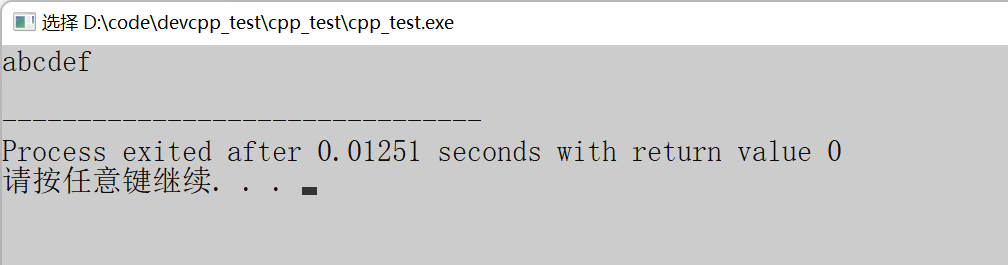 选择 D:\code\devcpp_test\cpp_test\cpp_test.exe
abcdef
--------------------------------
Process exited after 0.01251 seconds with return value 0
请按任意键继续. . .